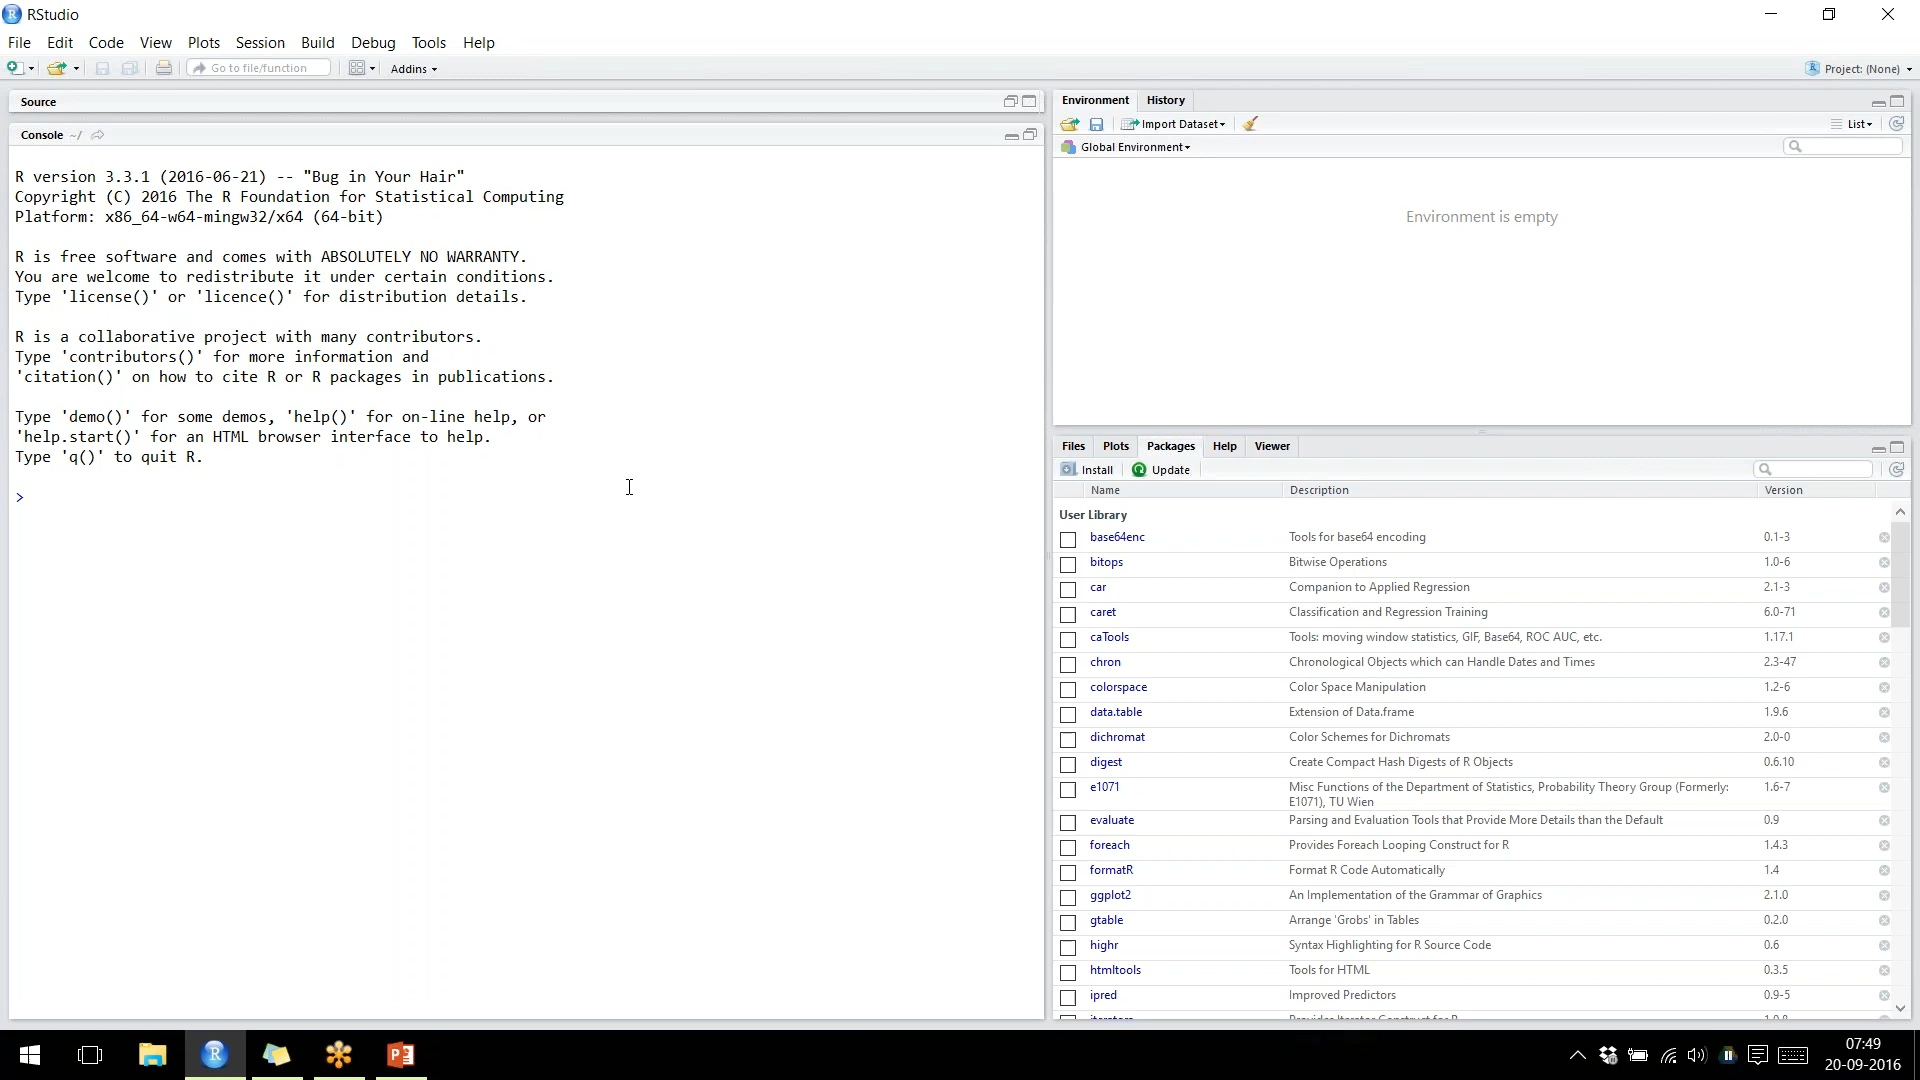 RStudio
File Edit Code View Plots Session Build Debug Tools Help
Go to file/function Addins Project: (None)
Source
Console ~/
R version 3.3.1 (2016-06-21) -- "Bug in Your Hair"
Copyright (C) 2016 The R Foundation for Statistical Computing
Platform: x86_64-w64-mingw32/x64 (64-bit)
R is free software and comes with ABSOLUTELY NO WARRANTY.
You are welcome to redistribute it under certain conditions.
Type 'license()' or 'licence()' for distribution details.
R is a collaborative project with many contributors.
Type 'contributors()' for more information and
'citation()' on how to cite R or R packages in publications.
Type 'demo()' for some demos, 'help()' for on-line help, or
'help.start()' for an HTML browser interface to help.
Type 'q()' to quit R.
>
Environment History
Import Dataset List
Global Environment
Environment is empty
Files Plots Packages Help Viewer
Install Update
Name Description Version
User Library
base64enc Tools for base64 encoding 0.1-3
bitops Bitwise Operations 1.0-6
car Companion to Applied Regression 2.1-3
caret Classification and Regression Training 6.0-71
caTools Tools: moving window statistics, GIF, Base64, ROC AUC, etc. 1.17.1
chron Chronological Objects which can Handle Dates and Times 2.3-47
colorspace Color Space Manipulation 1.2-6
data.table Extension of Data.frame 1.9.6
dichromat Color Schemes for Dichromats 2.0-0
digest Create Compact Hash Digests of R Objects 0.6.10
e1071 Misc Functions of the Department of Statistics, Probability Theory Group (Formerly: 1.6-7
E1071), TU Wien
evaluate Parsing and Evaluation Tools that Provide More Details than the Default 0.9
foreach Provides Foreach Looping Construct for R 1.4.3
formatR Format R Code Automatically 1.4
ggplot2 An Implementation of the Grammar of Graphics 2.1.0
gtable Arrange 'Grobs' in Tables 0.2.0
highr Syntax Highlighting for R Source Code 0.6
htmltools Tools for HTML 0.3.5
ipred Improved Predictors 0.9-5
07:49
20-09-2016